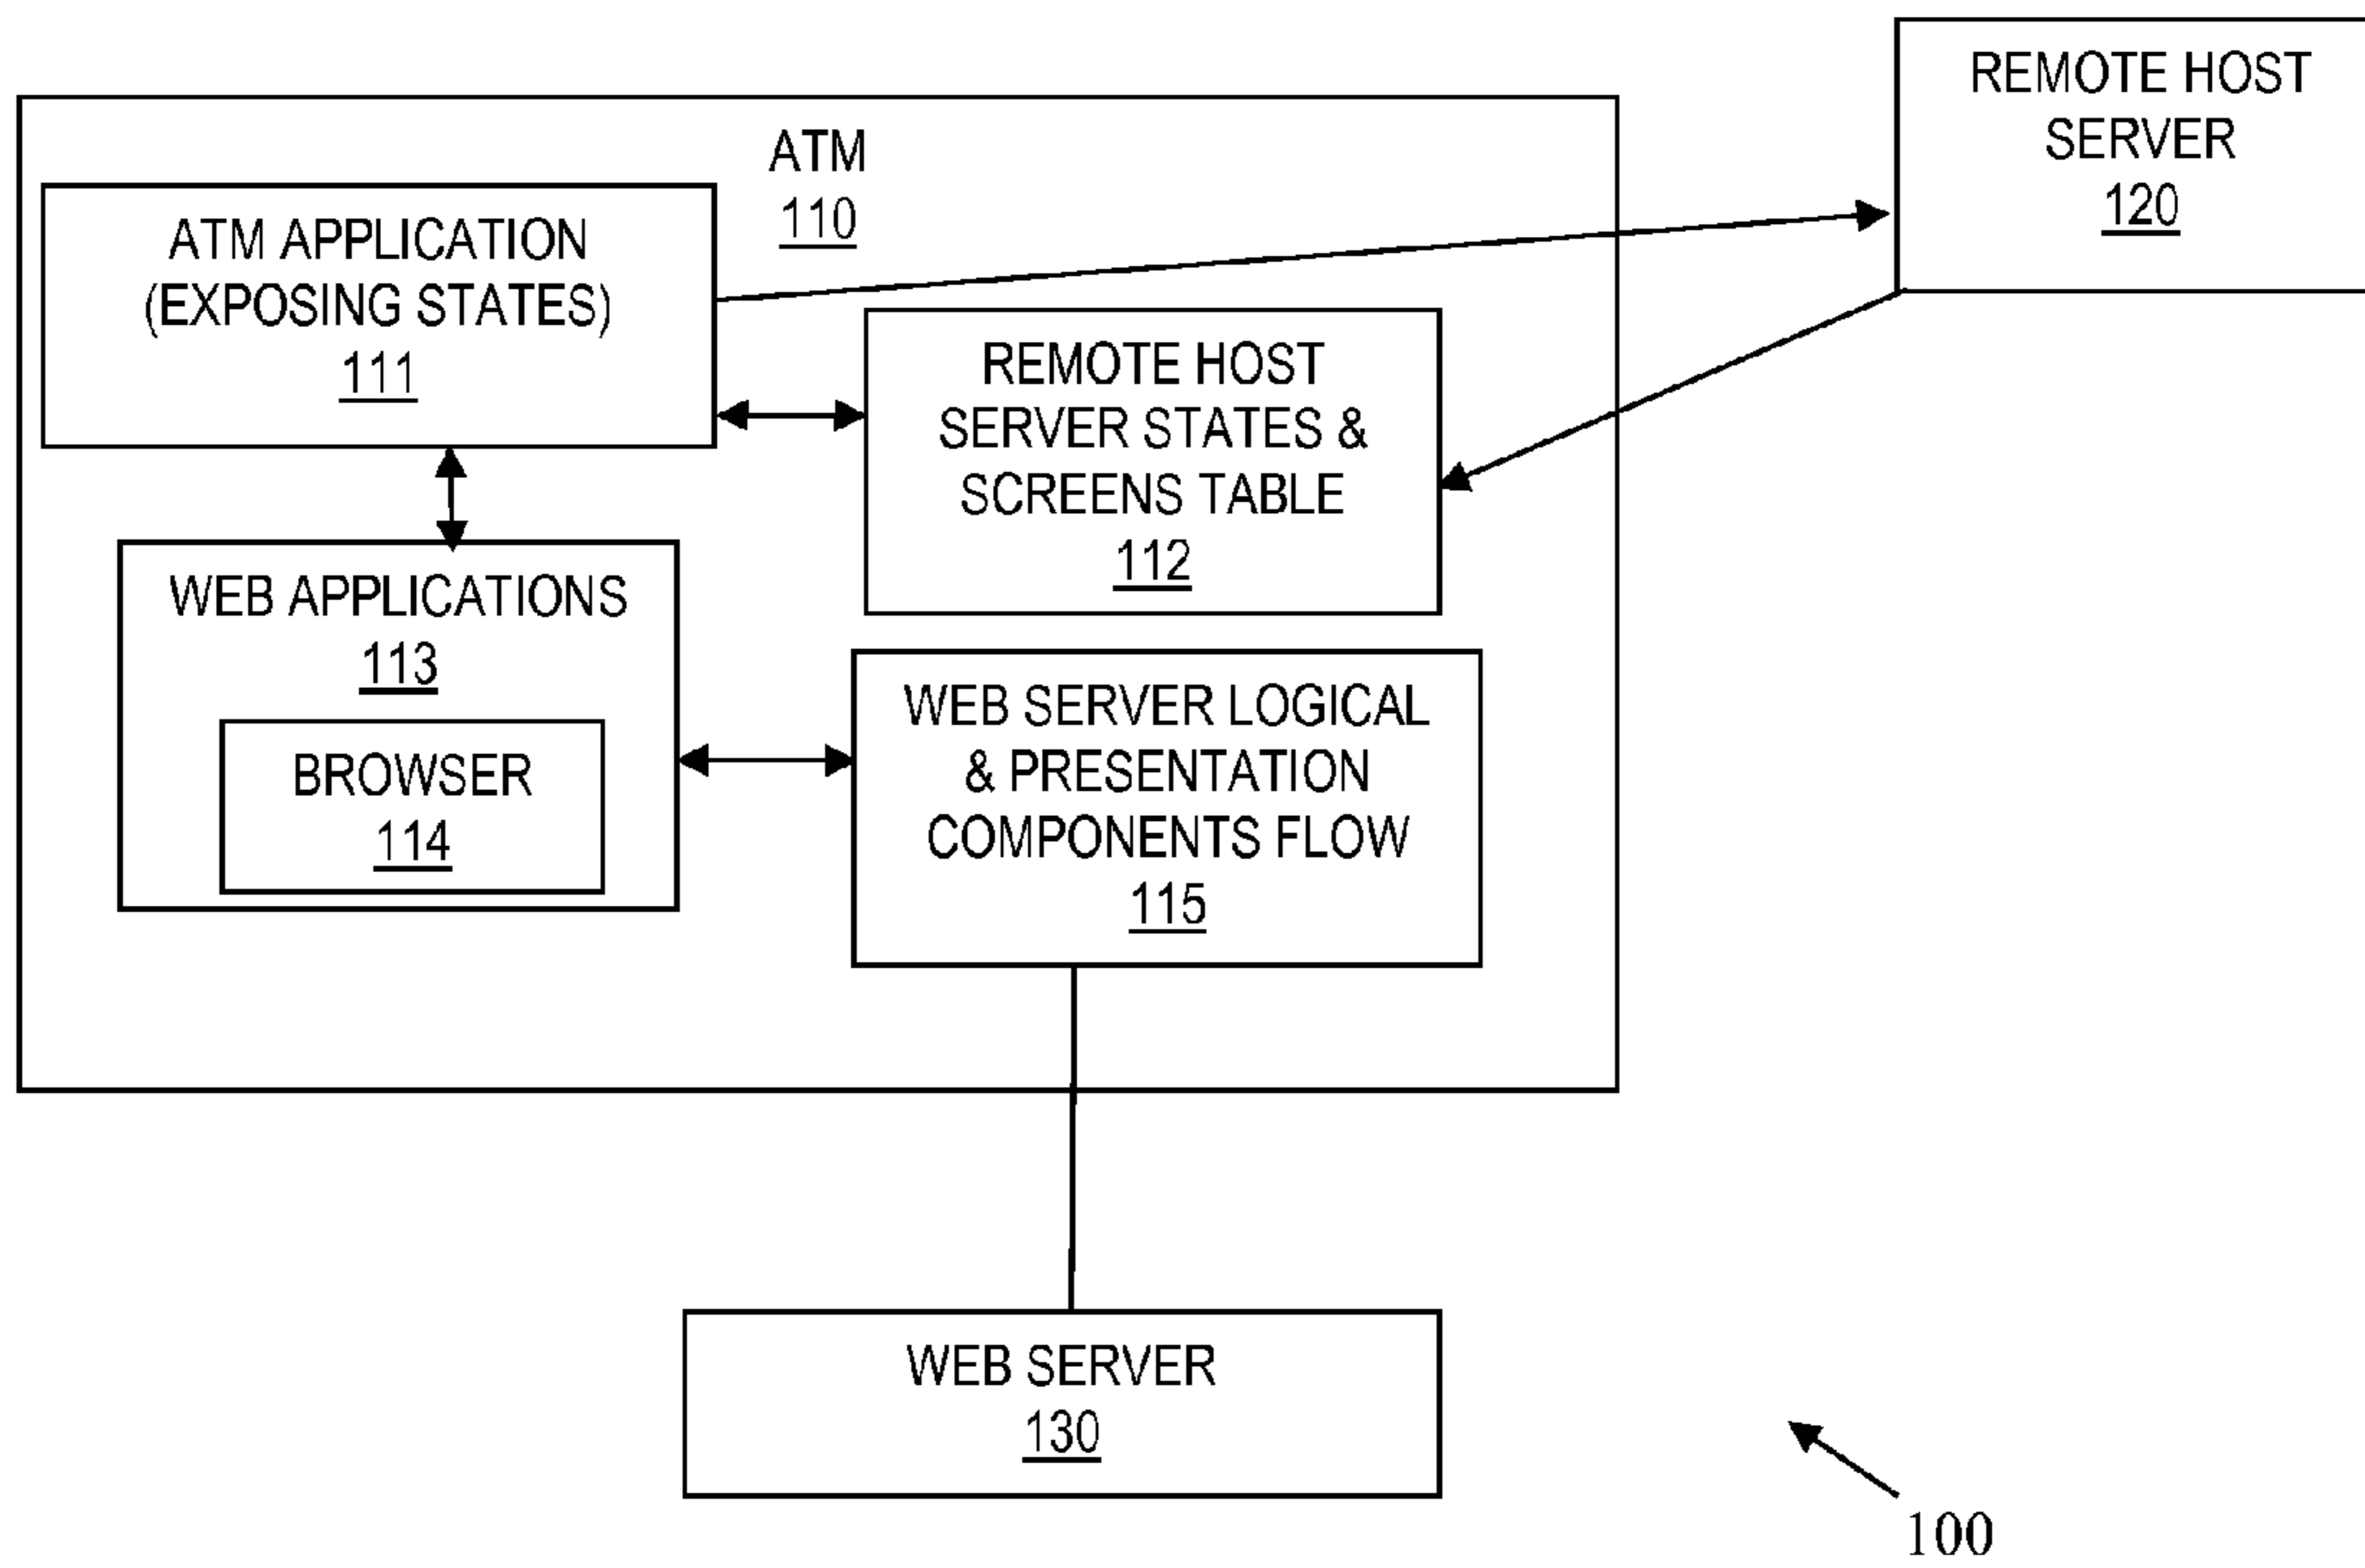 REMOTE HOST
SERVER
120
ATM
110
ATM APPLICATION
(EXPOSING STATES)
111
REMOTE HOST
SERVER STATES &
SCREENS TABLE
112
WEB APPLICATIONS
113
BROWSER
114
WEB SERVER LOGICAL
& PRESENTATION
COMPONENTS FLOW
115
WEB SERVER
130
100